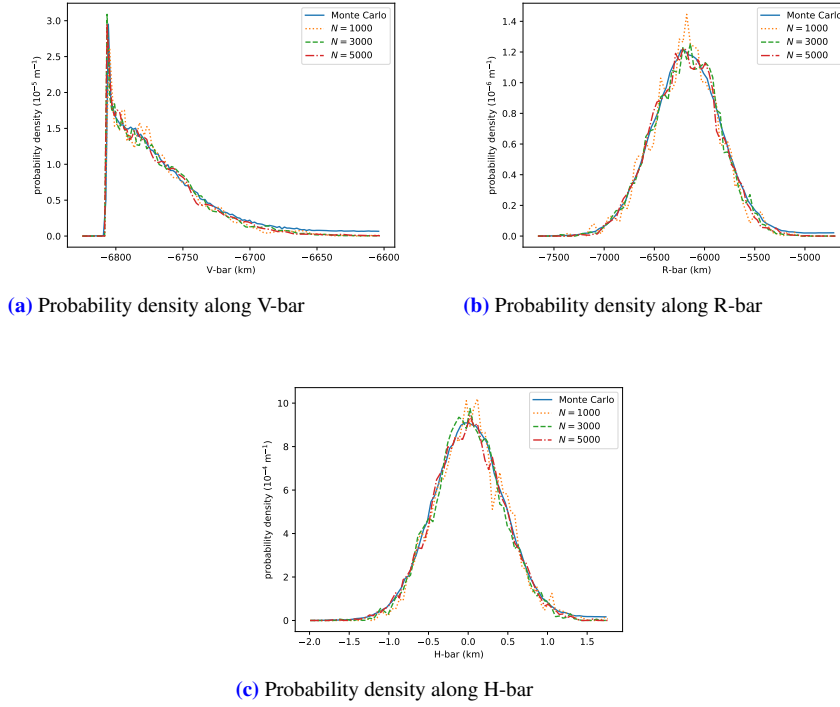 3.0
2.5
2.0
1.5
1.0
0.5
0.0
probability density (10⁻⁵ m⁻¹)
−6800
−6750
−6700
−6650
−6600
V-bar (km)
Monte Carlo
N = 1000
N = 3000
N = 5000
(a) Probability density along V-bar
1.4
1.2
1.0
0.8
0.6
0.4
0.2
0.0
probability density (10⁻⁶ m⁻¹)
−7500
−7000
−6500
−6000
−5500
−5000
R-bar (km)
Monte Carlo
N = 1000
N = 3000
N = 5000
(b) Probability density along R-bar
10
8
6
4
2
0
probability density (10⁻⁴ m⁻¹)
−2.0
−1.5
−1.0
−0.5
0.0
0.5
1.0
1.5
H-bar (km)
Monte Carlo
N = 1000
N = 3000
N = 5000
(c) Probability density along H-bar